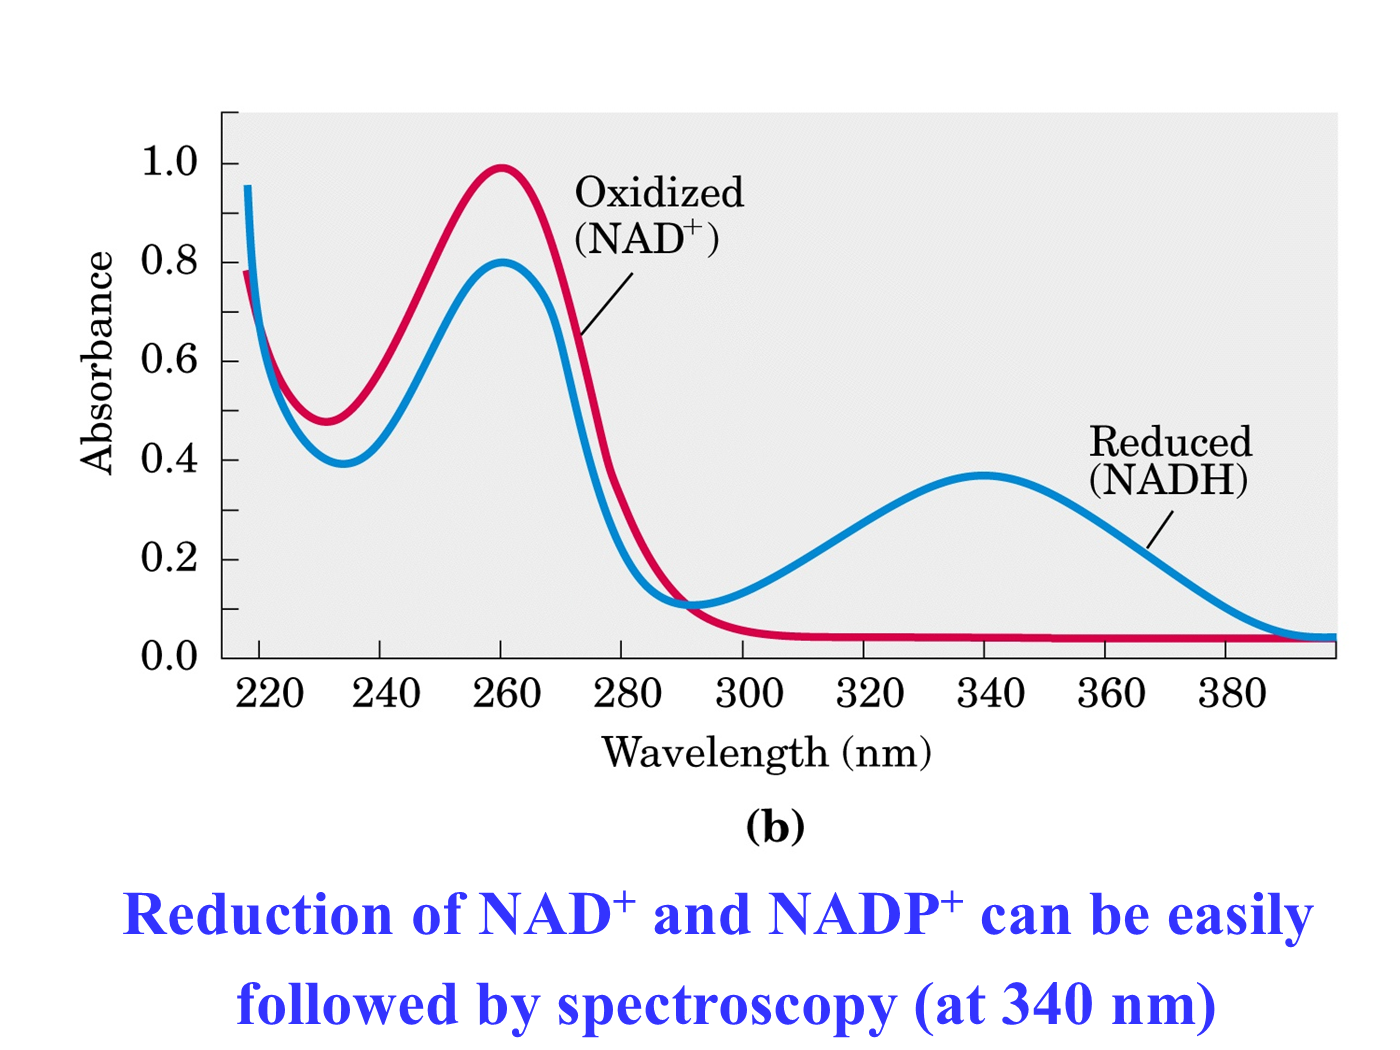 1.0
0.8
0.6
0.4
0.2
0.0
Absorbance
Oxidized
(NAD⁺)
Reduced
(NADH)
220 240 260 280 300 320 340 360 380
Wavelength (nm)
(b)
Reduction of NAD⁺ and NADP⁺ can be easily
followed by spectroscopy (at 340 nm)